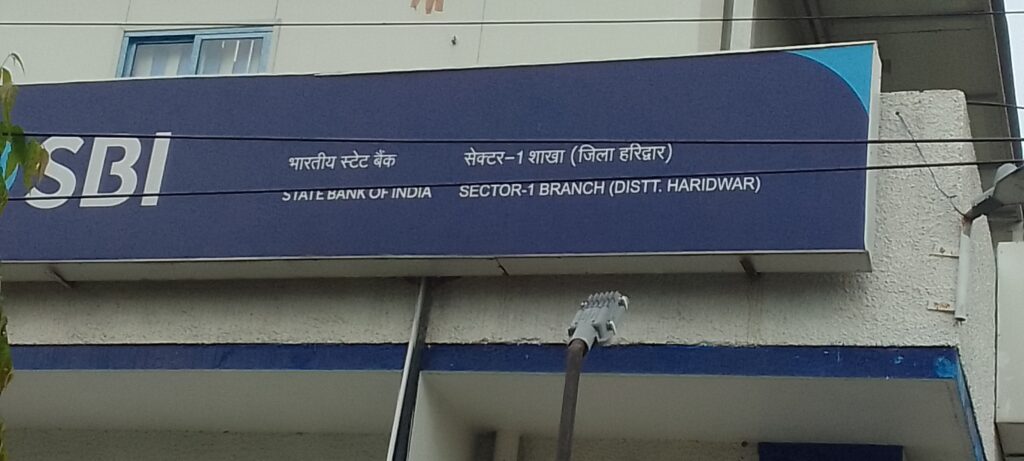 SBI
भारतीय स्टेट बैंक
STATE BANK OF INDIA
सेक्टर-1 शाखा (जिला हरिद्वार)
SECTOR-1 BRANCH (DISTT. HARIDWAR)